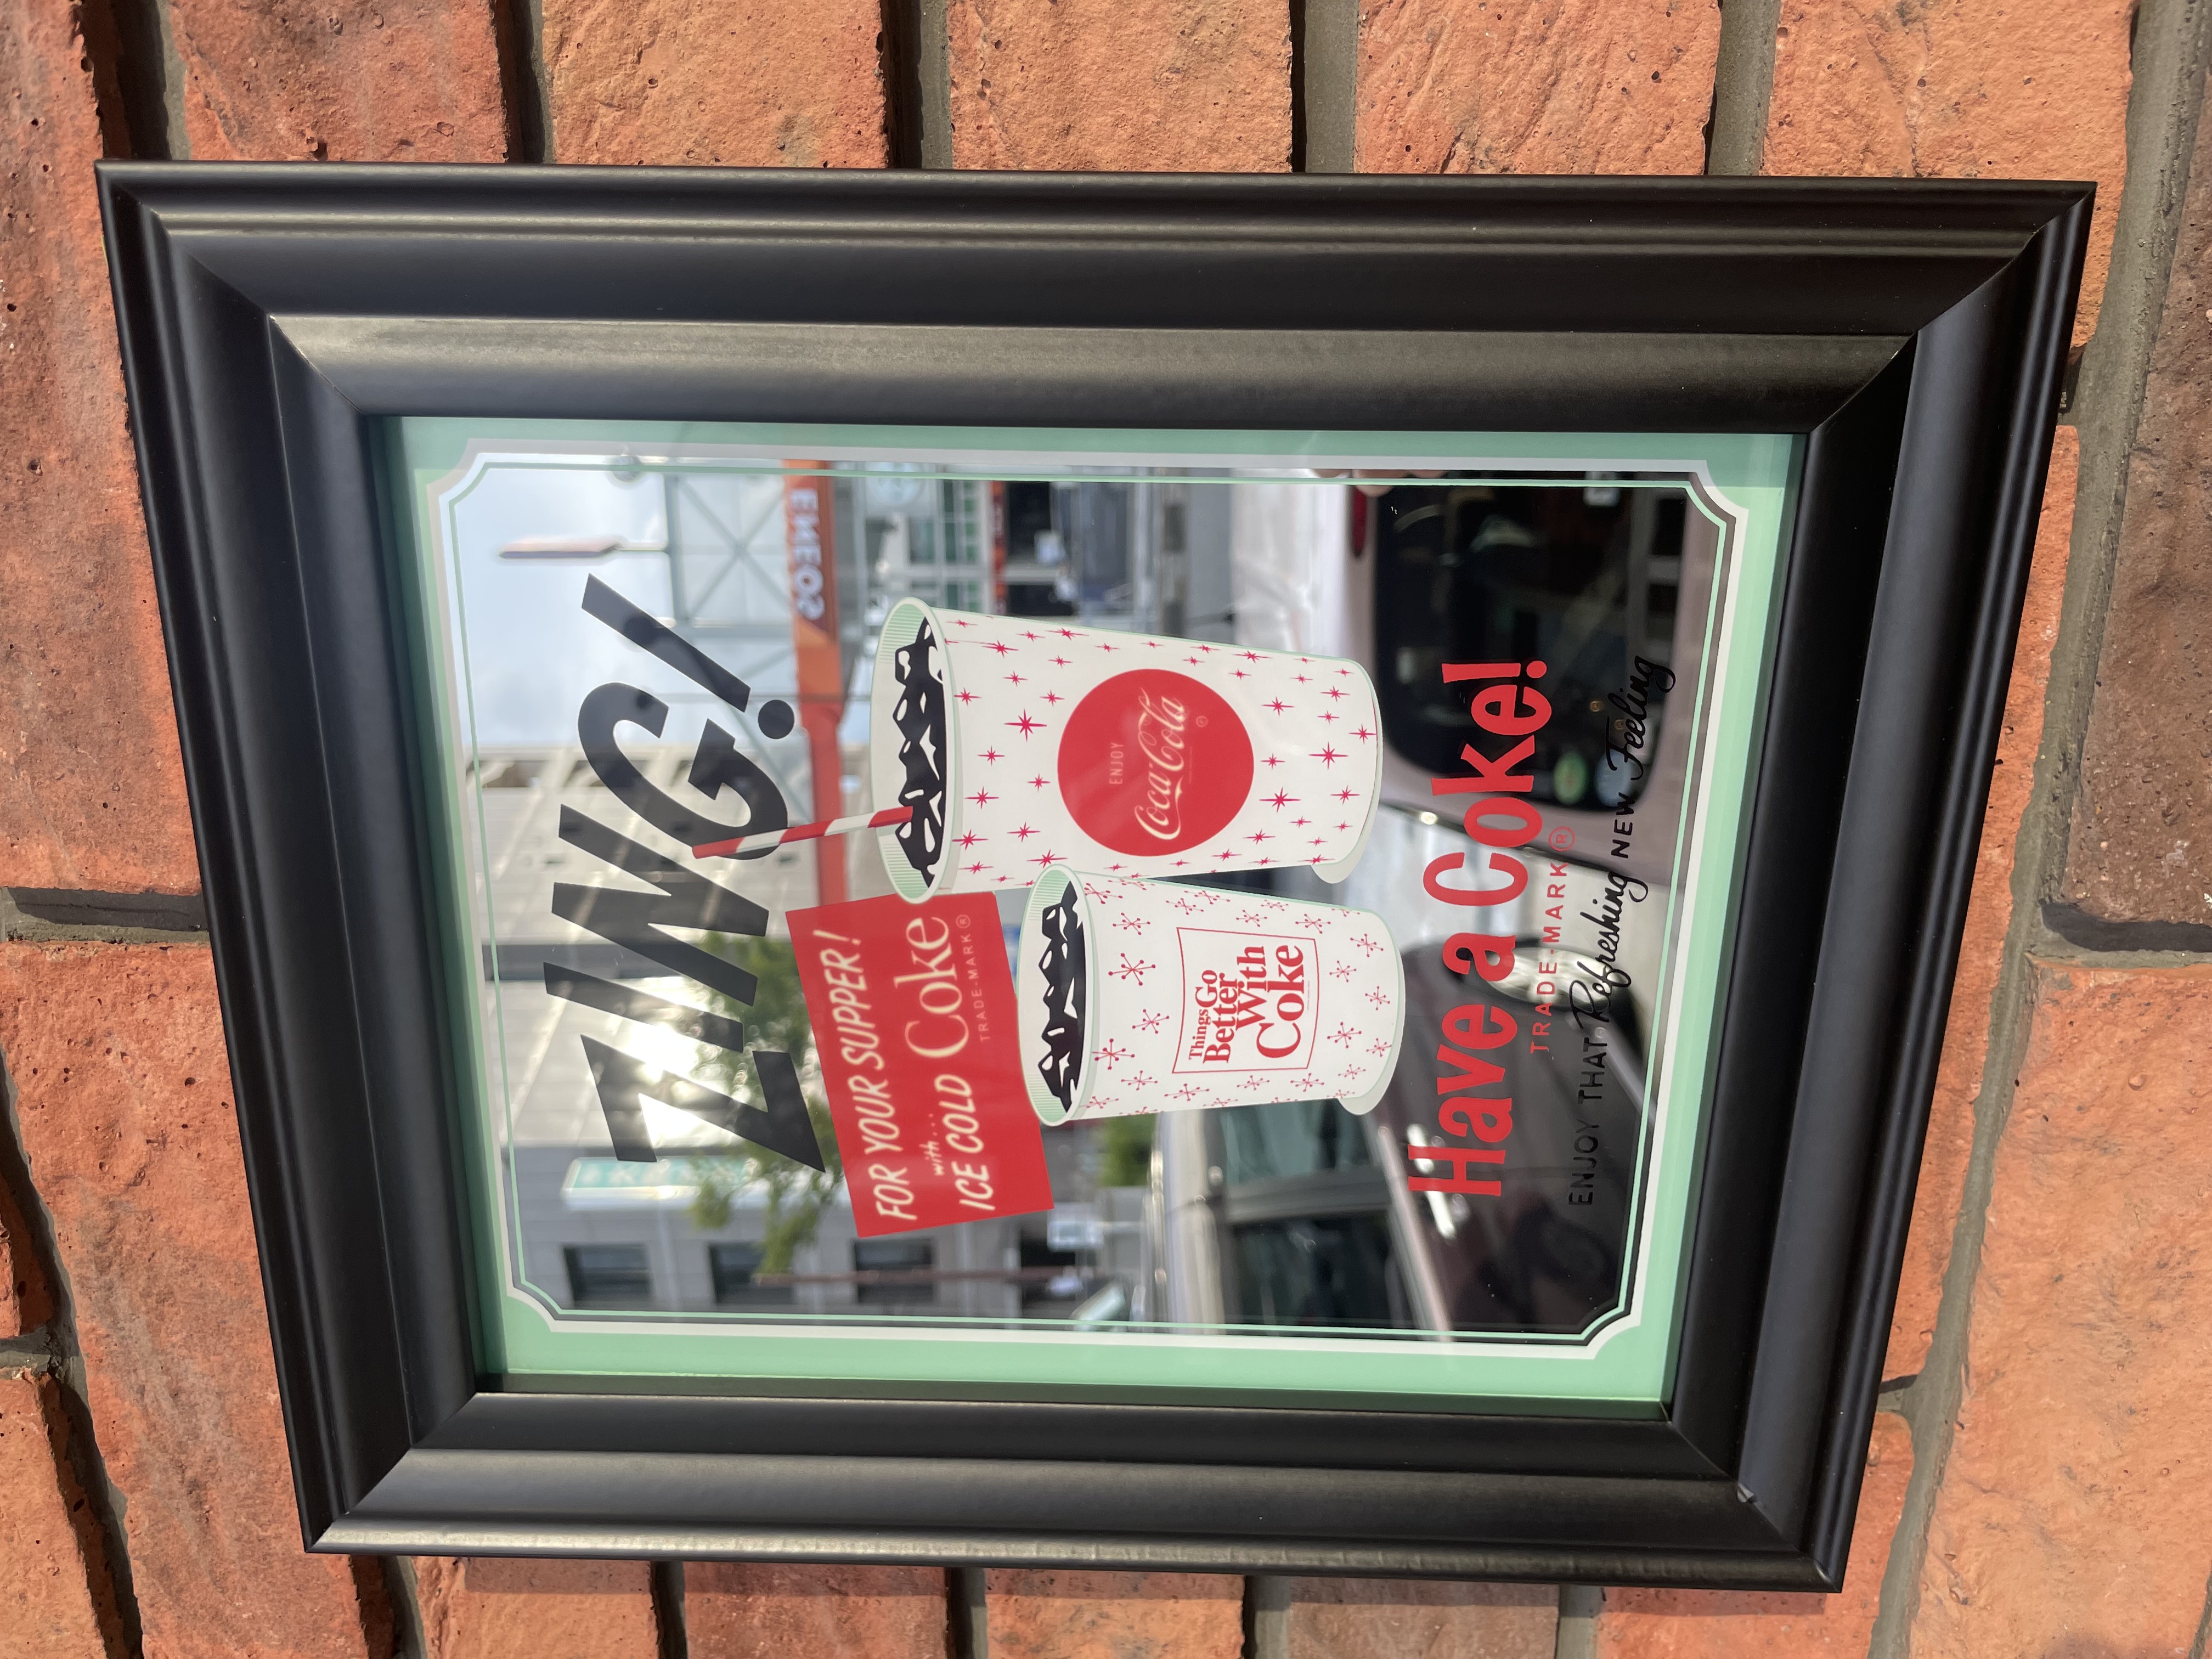 ZING!
FOR YOUR SUPPER!
with...
ICE COLD Coke
TRADE-MARK®
ENJOY
Coca-Cola
®
Things Go
Better
With
Coke
Have a Coke!
TRADE-MARK®
ENJOY THAT Refreshing NEW Feeling
ENEOS